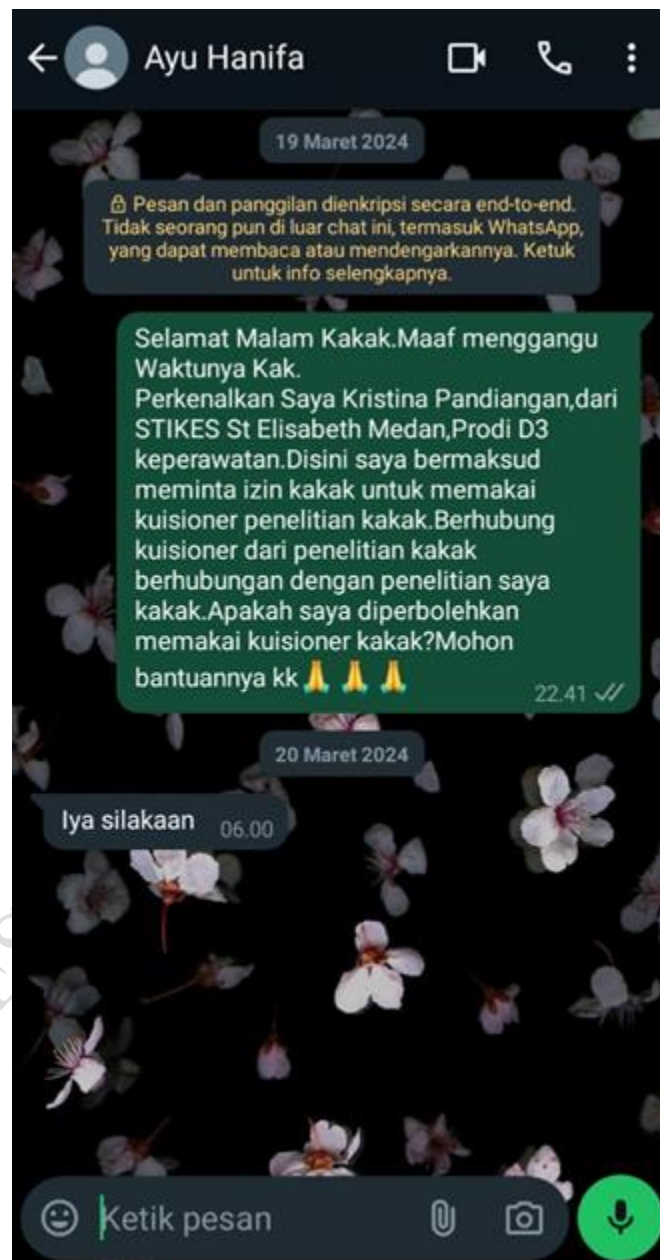 Ayu Hanifa
19 Maret 2024
Pesan dan panggilan dienkripsi secara end-to-end.
Tidak seorang pun di luar chat ini, termasuk WhatsApp,
yang dapat membaca atau mendengarkannya. Ketuk
untuk info selengkapnya.
Selamat Malam Kakak.Maaf menggangu
Waktunya Kak.
Perkenalkan Saya Kristina Pandiangan,dari
STIKES St Elisabeth Medan,Prodi D3
keperawatan.Disini saya bermaksud
meminta izin kakak untuk memakai
kuisioner penelitian kakak.Berhubung
kuisioner dari penelitian kakak
berhubungan dengan penelitian saya
kakak.Apakah saya diperbolehkan
memakai kuisioner kakak?Mohon
bantuannya kk🙏🙏🙏
22.41
20 Maret 2024
Iya silakaan 06.00
Ketik pesan